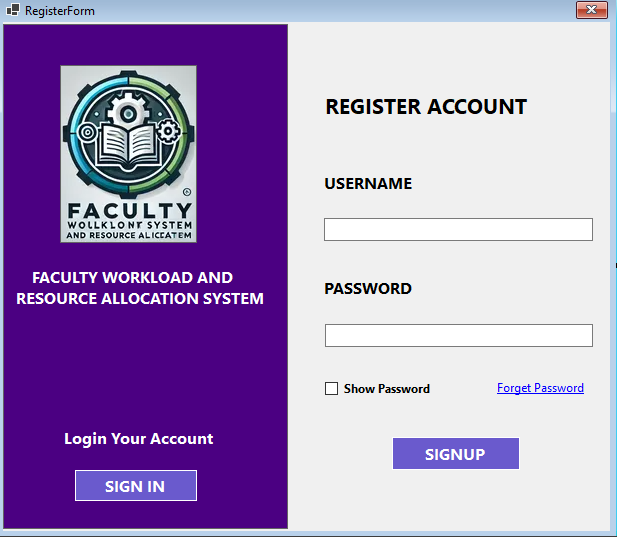 RegisterForm
FACULTY
WOLLKLONT SYSTEM
AND RESOURCE ALICATEM
FACULTY WORKLOAD AND
RESOURCE ALLOCATION SYSTEM
Login Your Account
SIGN IN
REGISTER ACCOUNT
USERNAME
PASSWORD
Show Password
Forget Password
SIGNUP